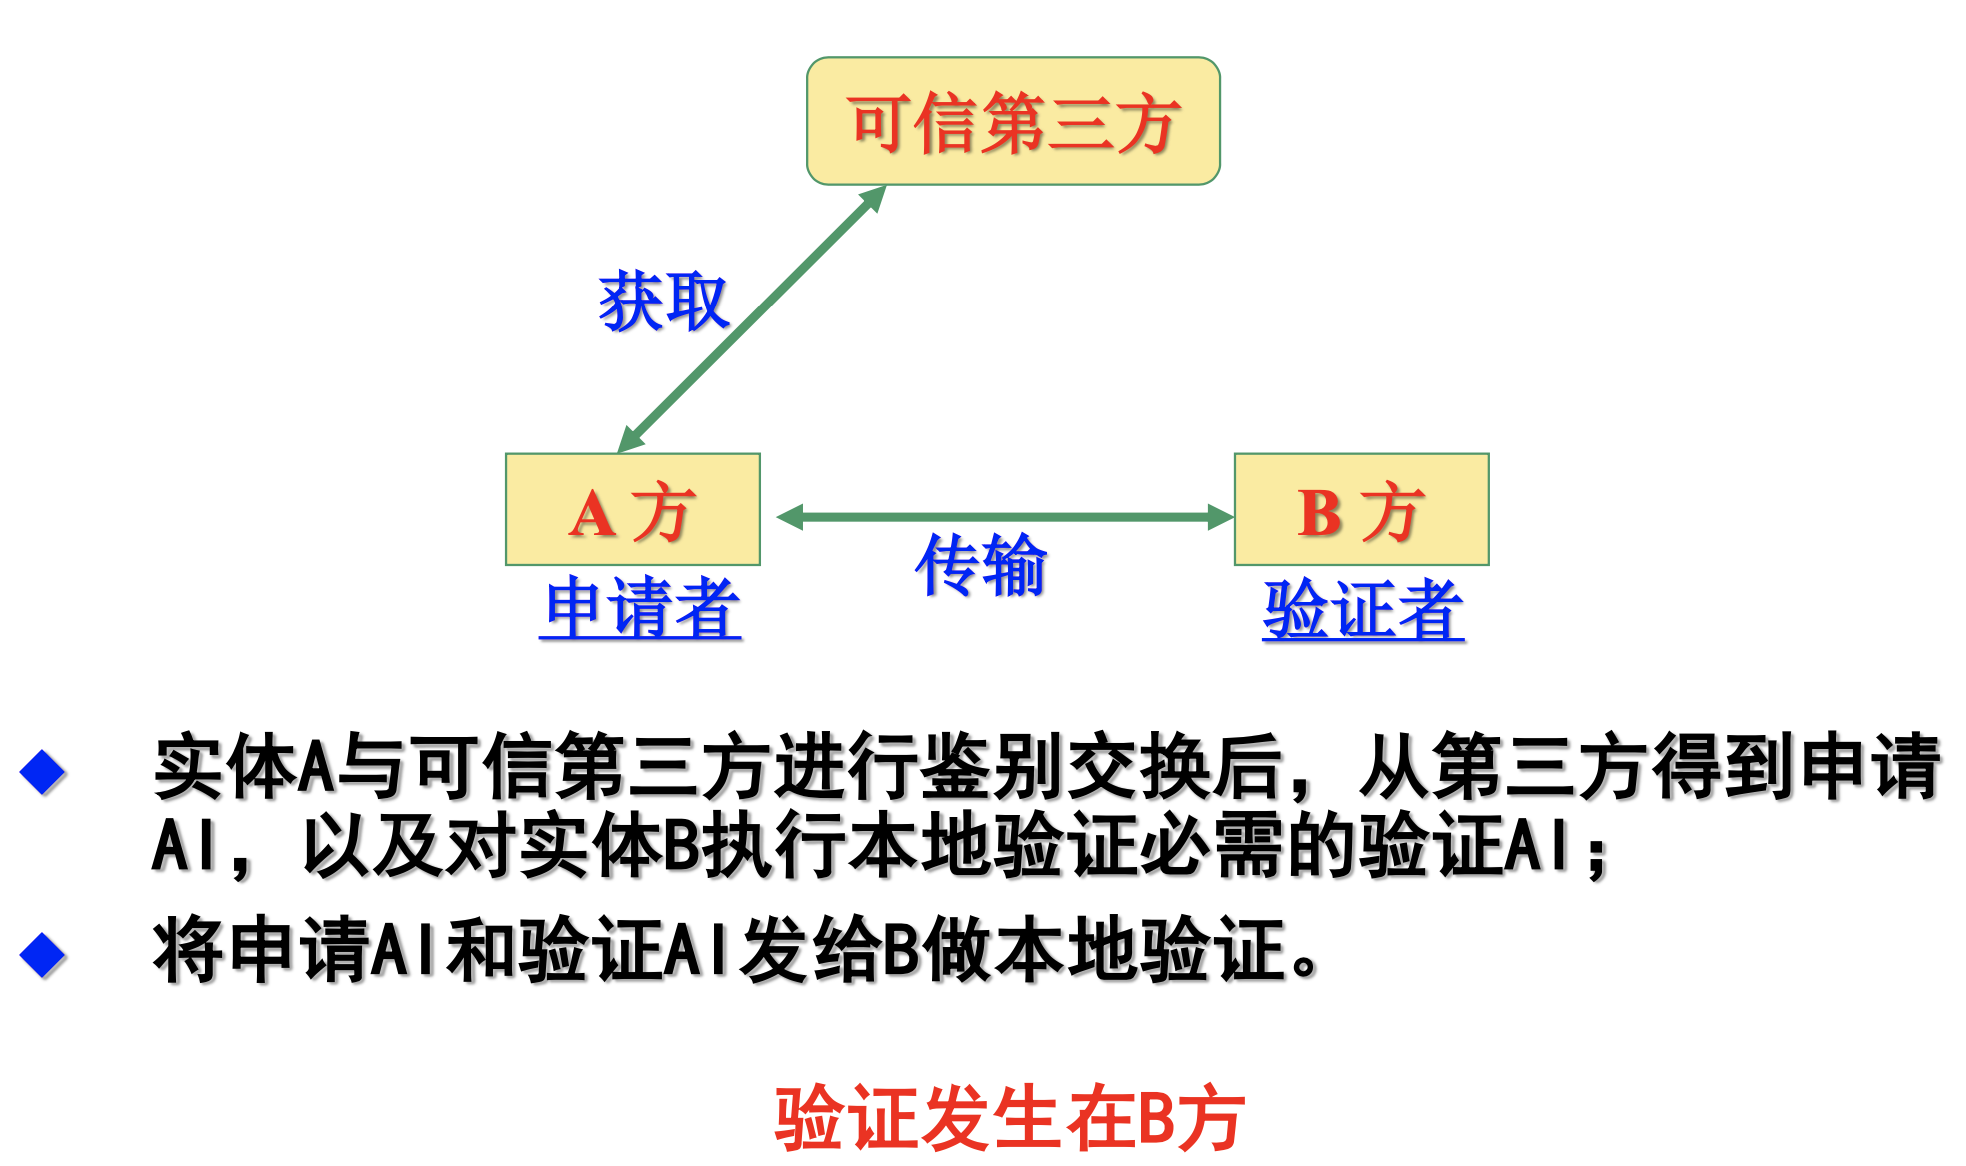 可信第三方
获取
A 方
B 方
传输
申请者
验证者
实体A与可信第三方进行鉴别交换后，从第三方得到申请
AI，以及对实体B执行本地验证必需的验证AI；
将申请AI和验证AI发给B做本地验证。
验证发生在B方